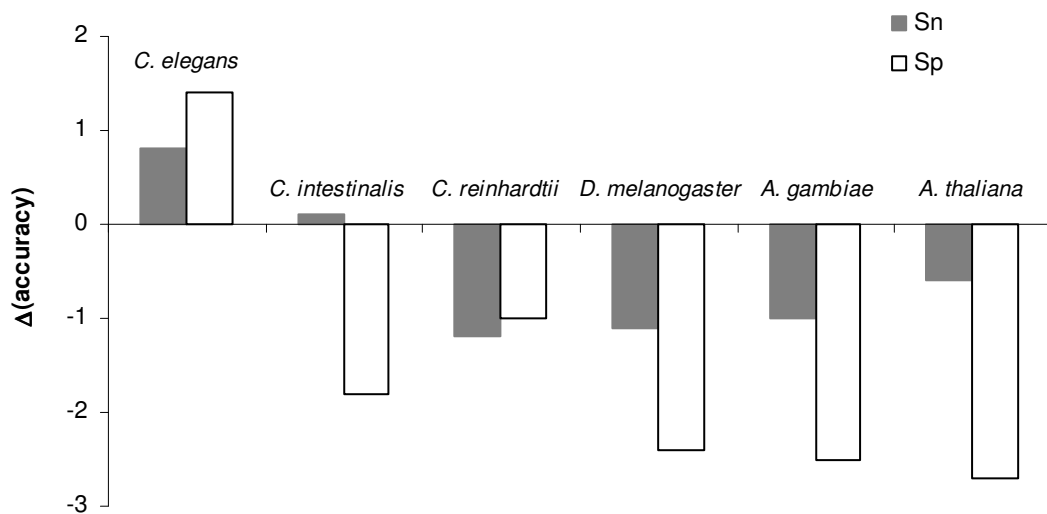 Sn
Sp
2
1
0
-1
-2
-3
Δ(accuracy)
C. elegans
C. intestinalis
C. reinhardtii
D. melanogaster
A. gambiae
A. thaliana